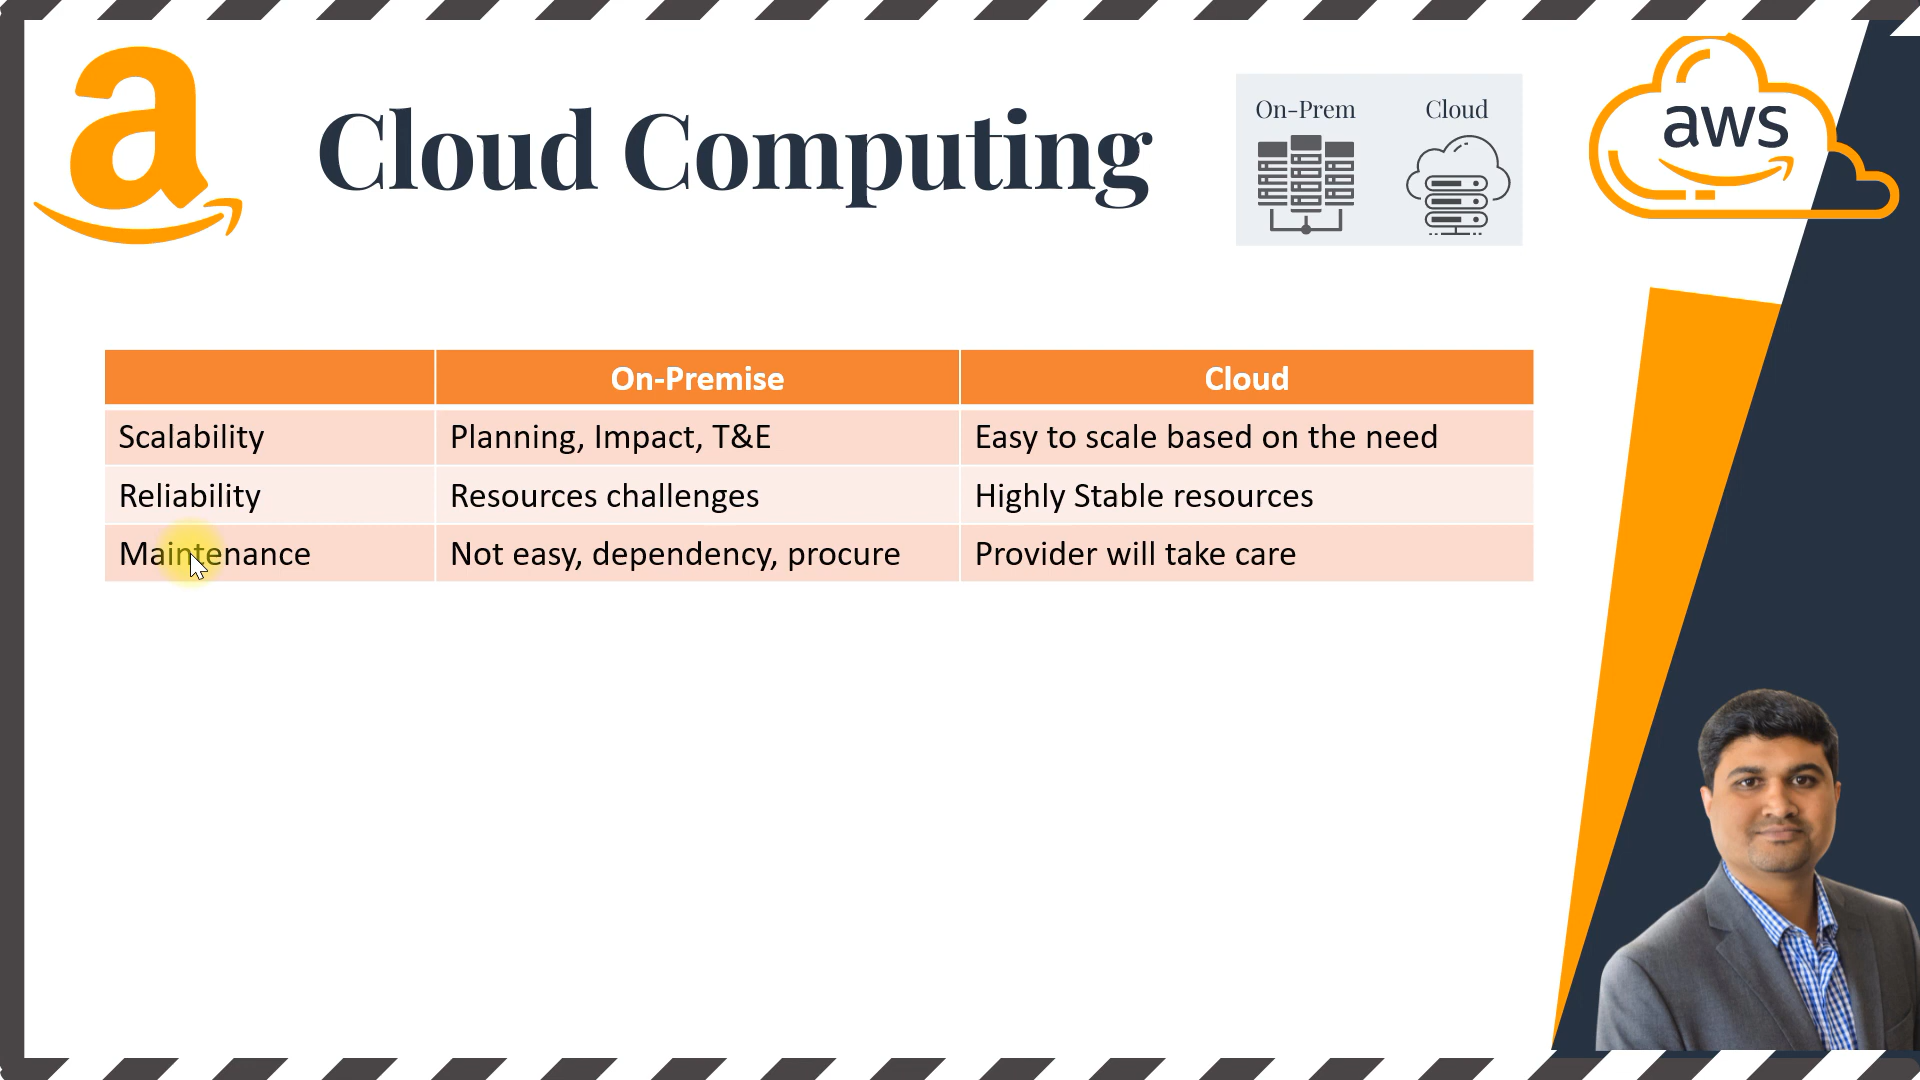 a
Cloud Computing
On-Prem Cloud
aws
On-Premise Cloud
Scalability Planning, Impact, T&E Easy to scale based on the need
Reliability Resources challenges Highly Stable resources
Maintenance Not easy, dependency, procure Provider will take care